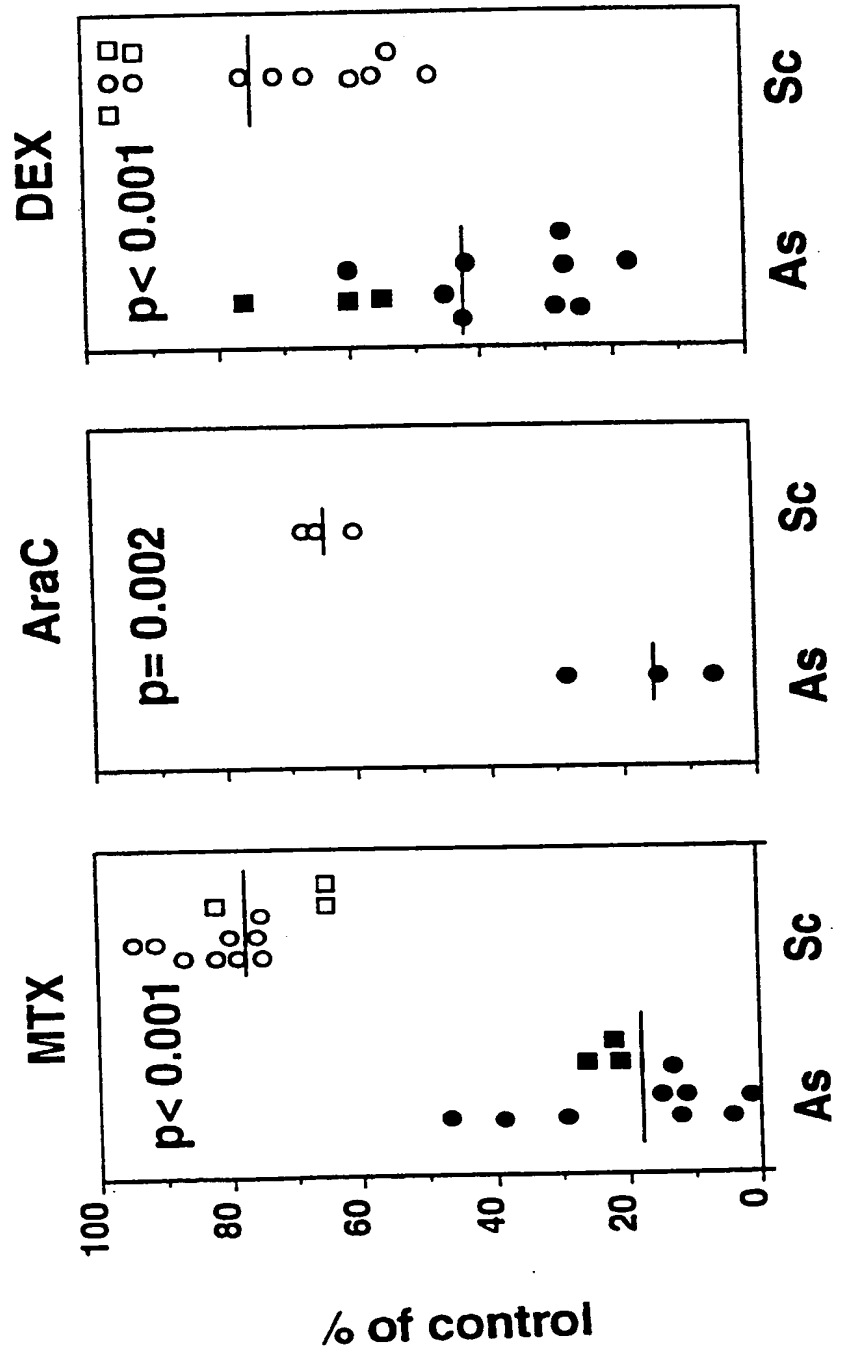 MTX
AraC
DEX
p< 0.001
p= 0.002
p< 0.001
100
80
60
40
20
0
% of control
As
Sc
As
Sc
As
Sc